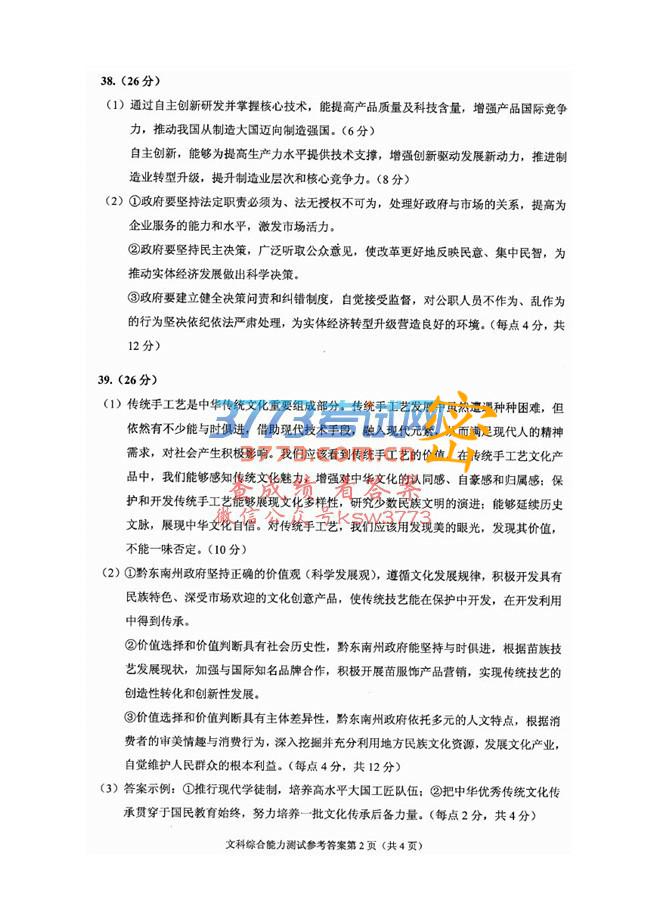 38.（26 分）
（1）通过自主创新研发并掌握核心技术，能提高产品质量及科技含量，增强产品国际竞争
力，推动我国从制造大国迈向制造强国。（6 分）
自主创新，能够为提高生产力水平提供技术支撑，增强创新驱动发展新动力，推进制
造业转型升级，提升制造业层次和核心竞争力。（8 分）
（2）①政府要坚持法定职责必须为、法无授权不可为，处理好政府与市场的关系，提高为
企业服务的能力和水平，激发市场活力。
②政府要坚持民主决策，广泛听取公众意见，使改革更好地反映民意、集中民智，为
推动实体经济发展做出科学决策。
③政府要建立健全决策问责和纠错制度，自觉接受监督，对公职人员不作为、乱作为
的行为坚决依纪依法严肃处理，为实体经济转型升级营造良好的环境。（每点 4 分，共
12 分）
39.（26 分）
（1）传统手工艺是中华传统文化重要组成部分。传统手工艺发展中虽然遭遇种种困难，但
依然有不少能与时俱进，借助现代技术手段，融入现代元素，从而满足现代人的精神
需求，对社会产生积极影响。我们应该看到传统手工艺的价值，在传统手工艺文化产
品中，我们能够感知传统文化魅力，增强对中华文化的认同感、自豪感和归属感；保
护和开发传统手工艺能够展现文化多样性，研究少数民族文明的演进；能够延续历史
文脉，展现中华文化自信。对传统手工艺，我们应该用发现美的眼光，发现其价值，
不能一味否定。（10 分）
（2）①黔东南州政府坚持正确的价值观（科学发展观），遵循文化发展规律，积极开发具有
民族特色、深受市场欢迎的文化创意产品，使传统技艺能在保护中开发，在开发利用
中得到传承。
②价值选择和价值判断具有社会历史性，黔东南州政府能坚持与时俱进，根据苗族技
艺发展现状，加强与国际知名品牌合作，积极开展苗服饰产品营销，实现传统技艺的
创造性转化和创新性发展。
③价值选择和价值判断具有主体差异性，黔东南州政府依托多元的人文特点，根据消
费者的审美情趣与消费行为，深入挖掘并充分利用地方民族文化资源，发展文化产业，
自觉维护人民群众的根本利益。（每点 4 分，共 12 分）
（3）答案示例：①推行现代学徒制，培养高水平大国工匠队伍；②把中华优秀传统文化传
承贯穿于国民教育始终，努力培养一批文化传承后备力量。（每点 2 分，共 4 分）
文科综合能力测试参考答案第 2 页（共 4 页）
3773考试网
3773.com.cn
密
查成绩 看答案
微信公众号ksw3773